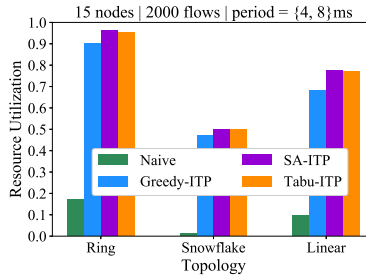 15 nodes | 2000 flows | period = {4, 8}ms
Resource Utilization
1.0
0.9
0.8
0.7
0.6
0.5
0.4
0.3
0.2
0.1
0.0
Naive
SA-ITP
Greedy-ITP
Tabu-ITP
Ring
Snowflake
Linear
Topology